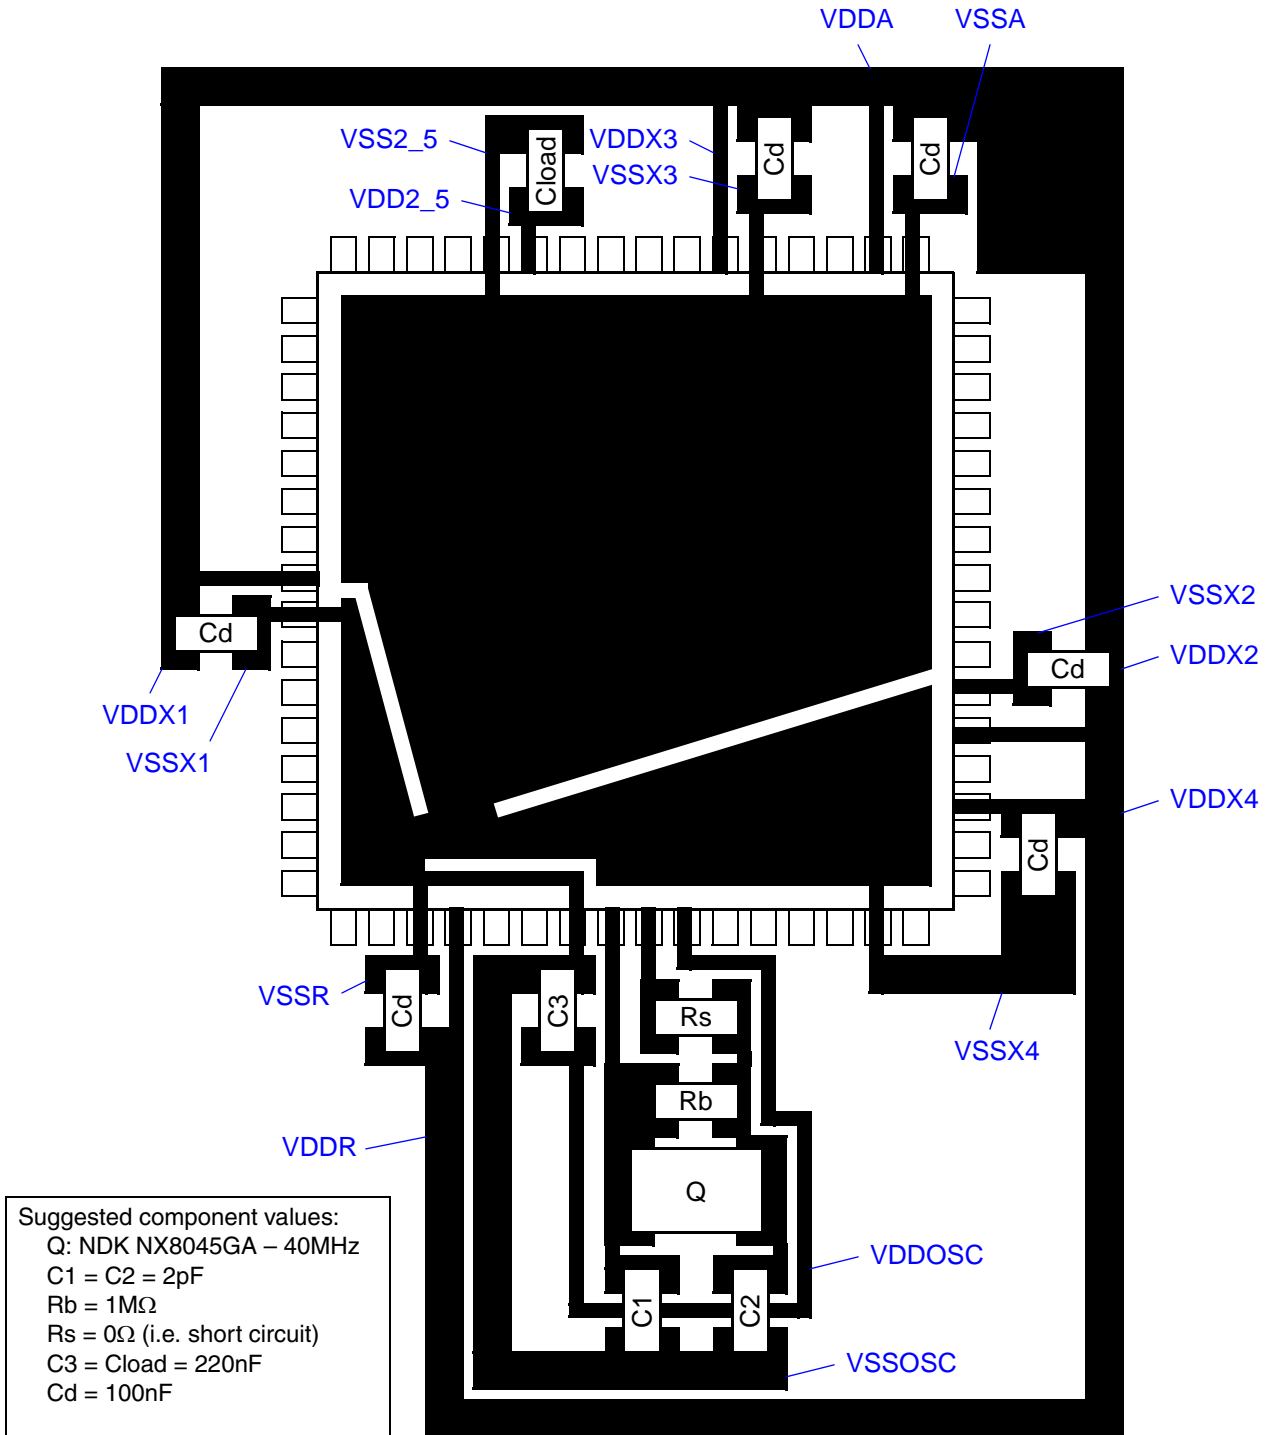 VDDA VSSA
VSS2_5 Cload VDDX3 Cd Cd
VDD2_5 VSSX3
VSSX2
Cd Cd VDDX2
VDDX1
VSSX1
VDDX4
Cd
VSSR Cd C3 Rs
VSSX4
Rb
VDDR
Q
VDDOSC
C1 C2
VSSOSC
Suggested component values:
Q: NDK NX8045GA – 40MHz
C1 = C2 = 2pF
Rb = 1MΩ
Rs = 0Ω (i.e. short circuit)
C3 = Cload = 220nF
Cd = 100nF